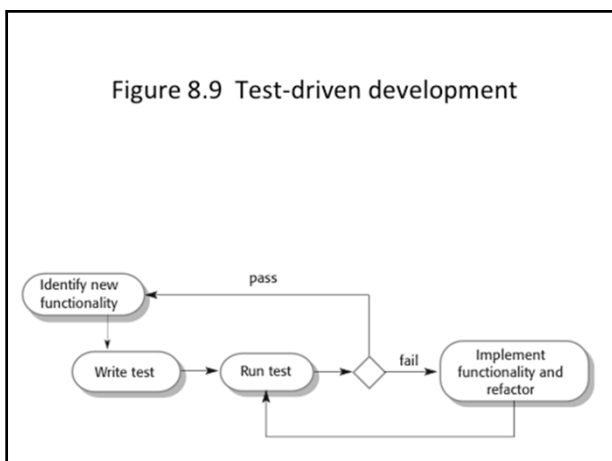 Figure 8.9 Test-driven development
pass
Identify new
functionality
Write test
Run test
fail
Implement
functionality and
refactor